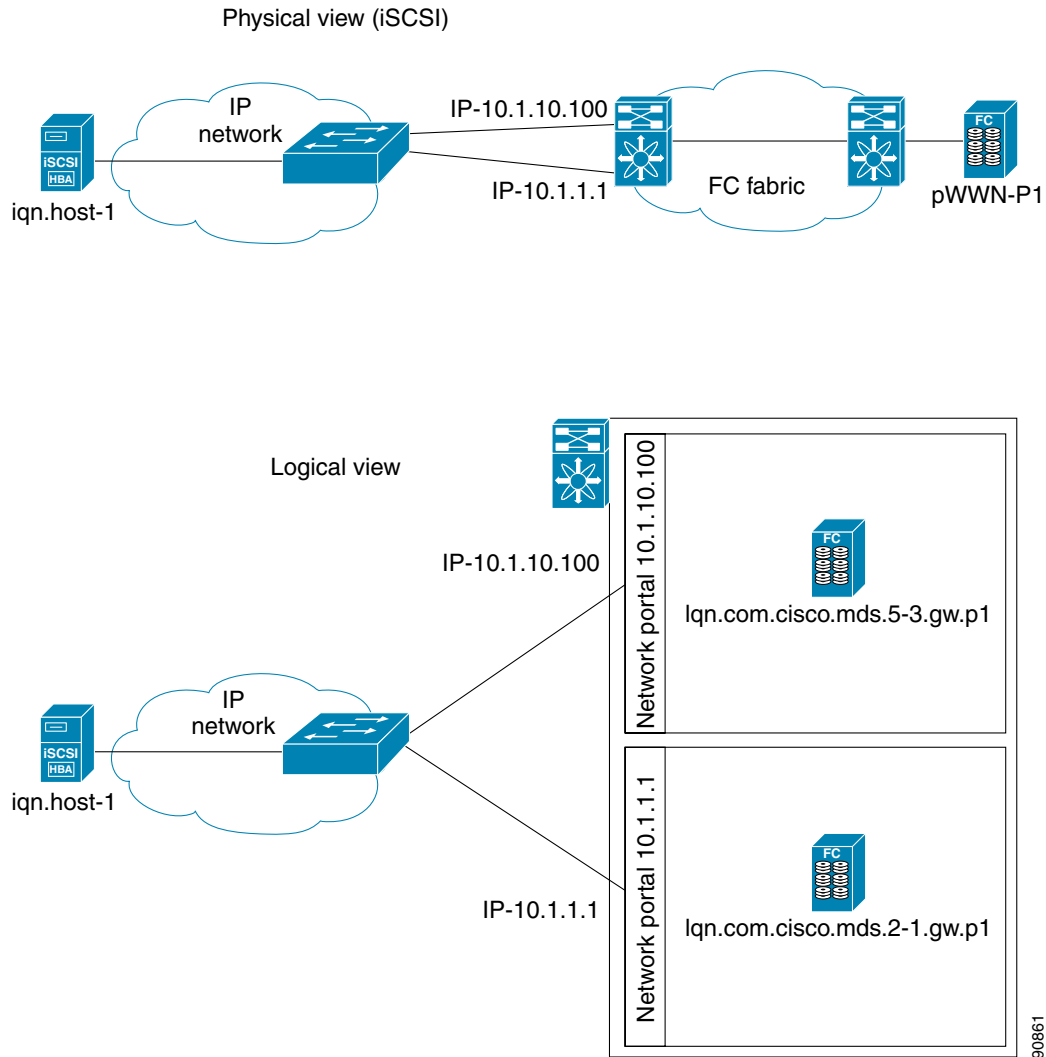 Physical view (iSCSI)
IP
network
IP-10.1.10.100
IP-10.1.1.1
FC fabric
iSCSI
HBA
iqn.host-1
FC
pWWN-P1
Logical view
IP-10.1.10.100
Network portal 10.1.10.100
FC
Iqn.com.cisco.mds.5-3.gw.p1
IP
network
iSCSI
HBA
iqn.host-1
IP-10.1.1.1
Network portal 10.1.1.1
FC
Iqn.com.cisco.mds.2-1.gw.p1
90861